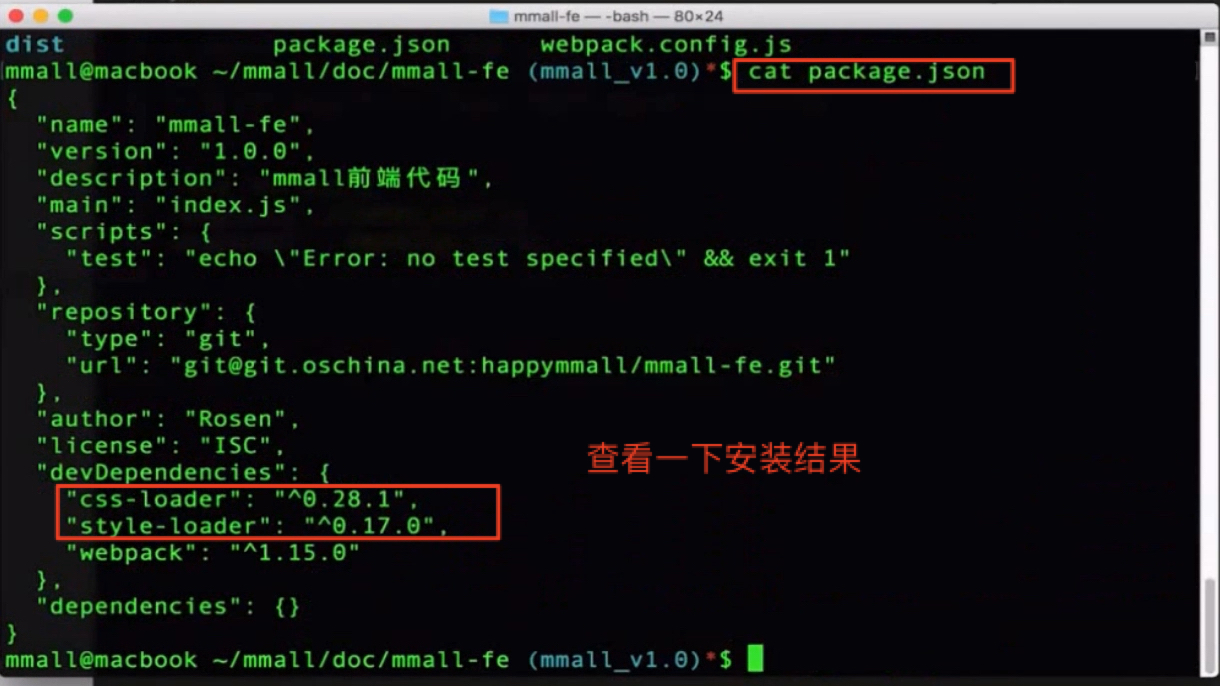 mmall-fe — -bash — 80×24
dist package.json webpack.config.js
mmall@macbook ~/mmall/doc/mmall-fe (mmall_v1.0)*$ cat package.json
{
"name": "mmall-fe",
"version": "1.0.0",
"description": "mmall前端代码",
"main": "index.js",
"scripts": {
"test": "echo \"Error: no test specified\" && exit 1"
},
"repository": {
"type": "git",
"url": "git@git.oschina.net:happymmall/mmall-fe.git"
},
"author": "Rosen",
"license": "ISC",
查看一下安装结果
"devDependencies": {
"css-loader": "^0.28.1",
"style-loader": "^0.17.0",
"webpack": "^1.15.0"
},
"dependencies": {}
}
mmall@macbook ~/mmall/doc/mmall-fe (mmall_v1.0)*$